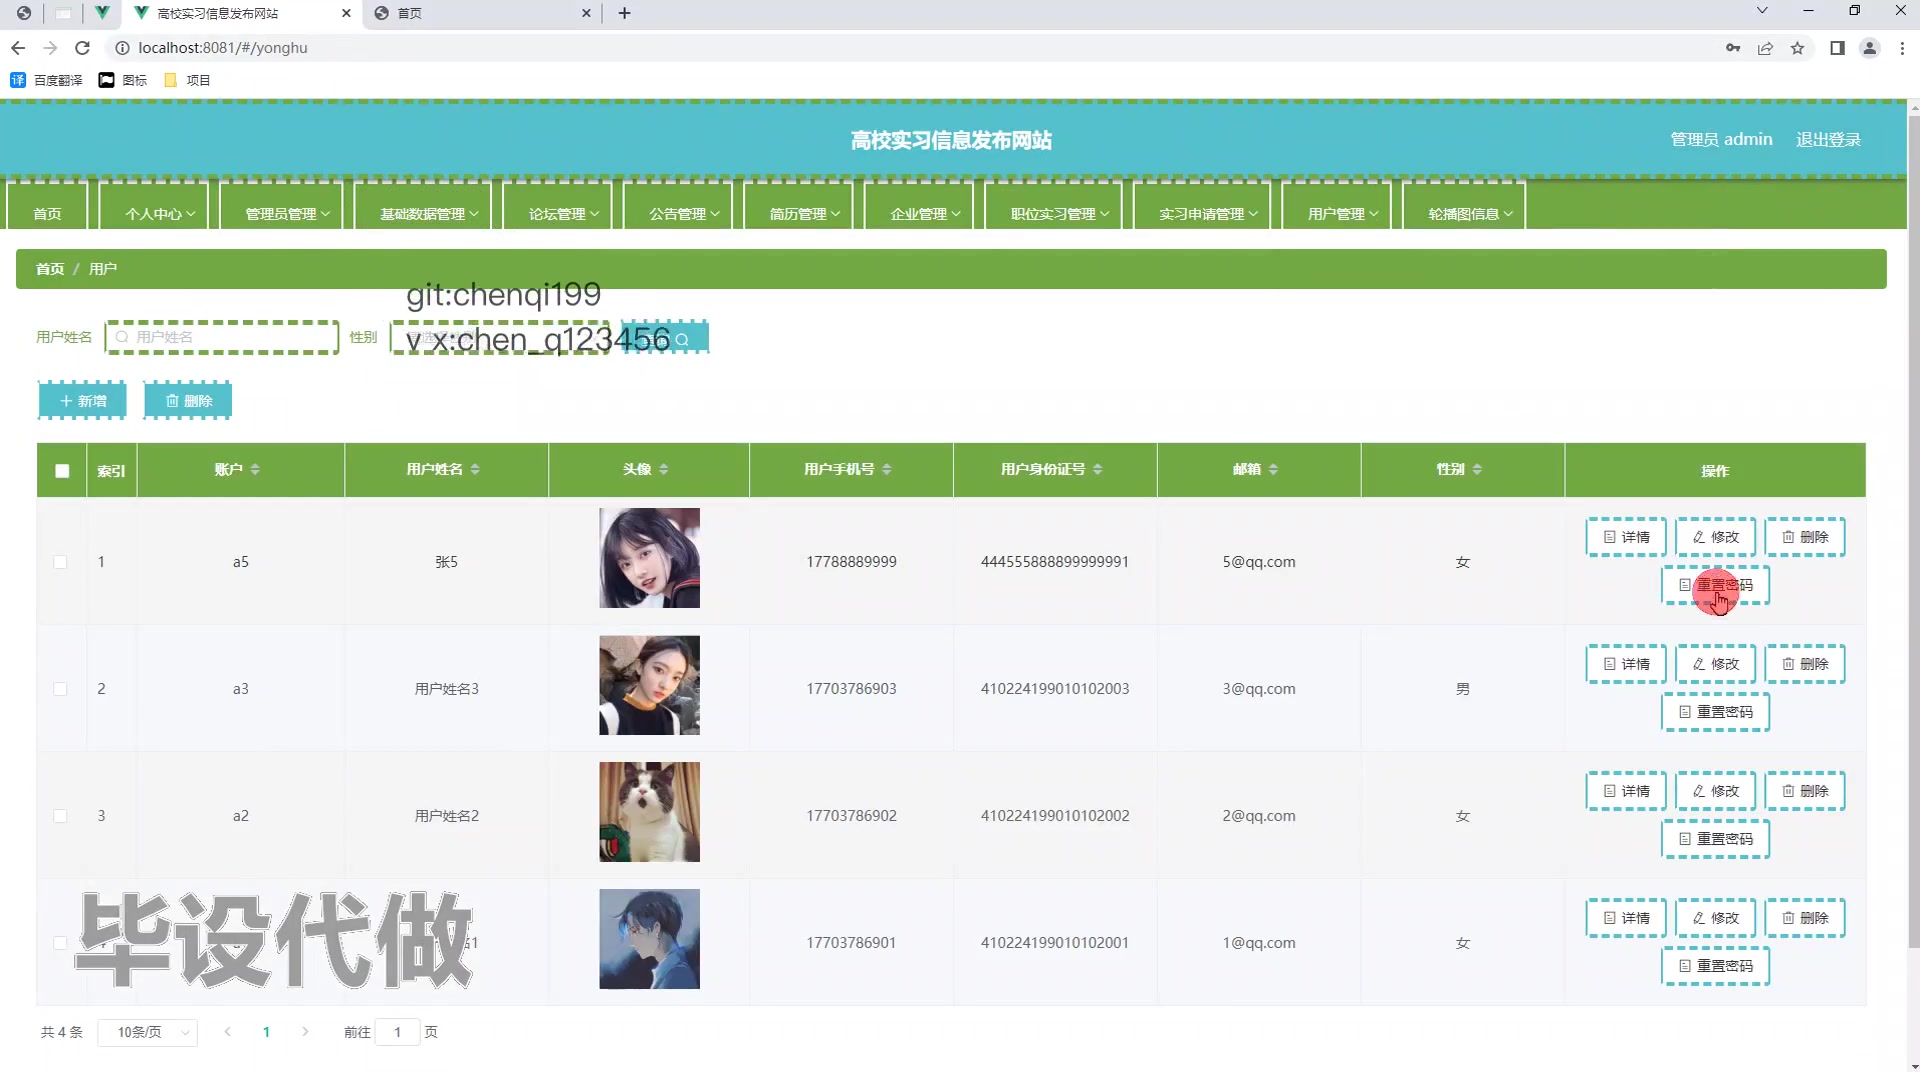 高校实习信息发布网站
首页
localhost:8081/#/yonghu
百度翻译
图标
项目
高校实习信息发布网站
管理员 admin
退出登录
首页
个人中心
管理员管理
基础数据管理
论坛管理
公告管理
简历管理
企业管理
职位实习管理
实习申请管理
用户管理
轮播图信息
首页 / 用户
git:chenqi199
用户姓名
用户姓名
性别
v x:chen_q123456
新增
删除
索引
账户
用户姓名
头像
用户手机号
用户身份证号
邮箱
性别
操作
1
a5
张5
17788889999
444555888899999991
5@qq.com
女
详情
修改
删除
重置密码
2
a3
用户姓名3
17703786903
410224199010102003
3@qq.com
男
详情
修改
删除
重置密码
3
a2
用户姓名2
17703786902
410224199010102002
2@qq.com
女
详情
修改
删除
重置密码
毕设代做
17703786901
410224199010102001
1@qq.com
女
详情
修改
删除
重置密码
共 4 条
10条/页
1
前往 1 页